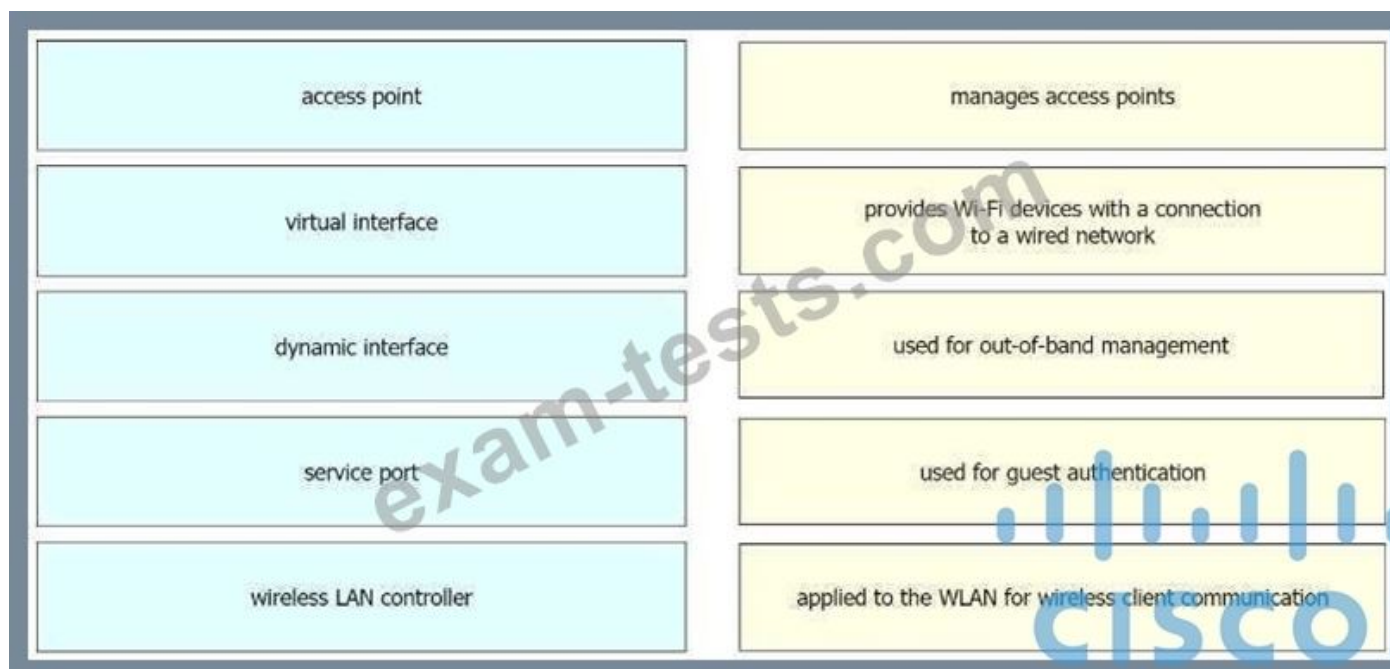 access point
manages access points
virtual interface
provides Wi-Fi devices with a connection
to a wired network
dynamic interface
used for out-of-band management
service port
used for guest authentication
wireless LAN controller
applied to the WLAN for wireless client communication
exam-tests.com
CISCO